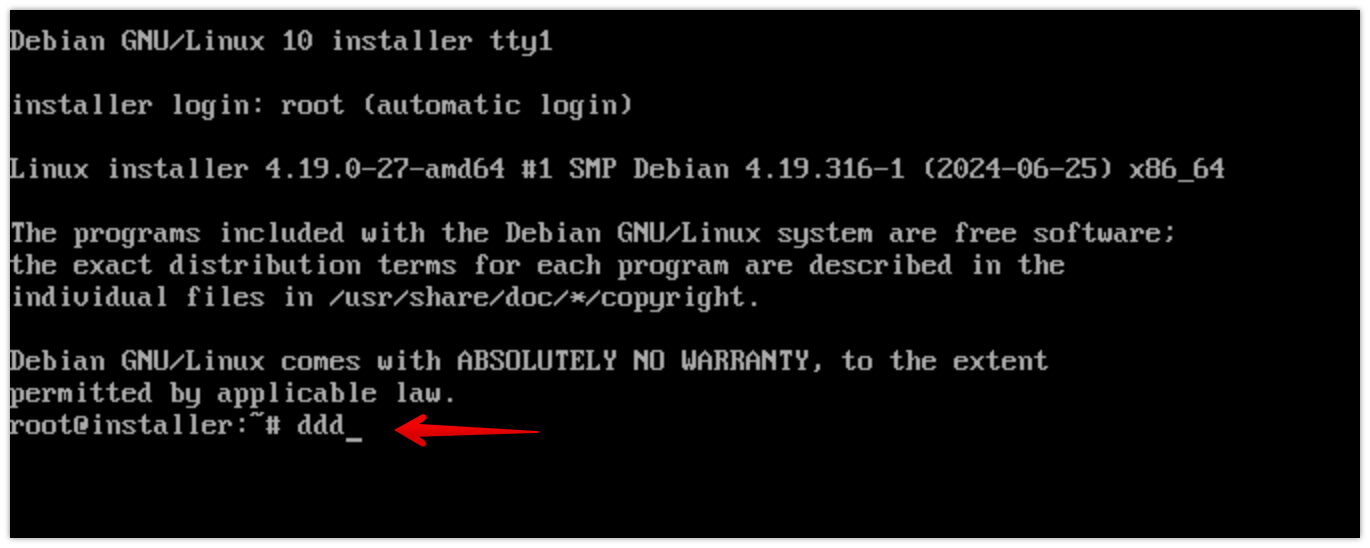 Debian GNU/Linux 10 installer tty1
installer login: root (automatic login)
Linux installer 4.19.0-27-amd64 #1 SMP Debian 4.19.316-1 (2024-06-25) x86_64
The programs included with the Debian GNU/Linux system are free software;
the exact distribution terms for each program are described in the
individual files in /usr/share/doc/*/copyright.
Debian GNU/Linux comes with ABSOLUTELY NO WARRANTY, to the extent
permitted by applicable law.
root@installer:~# ddd_